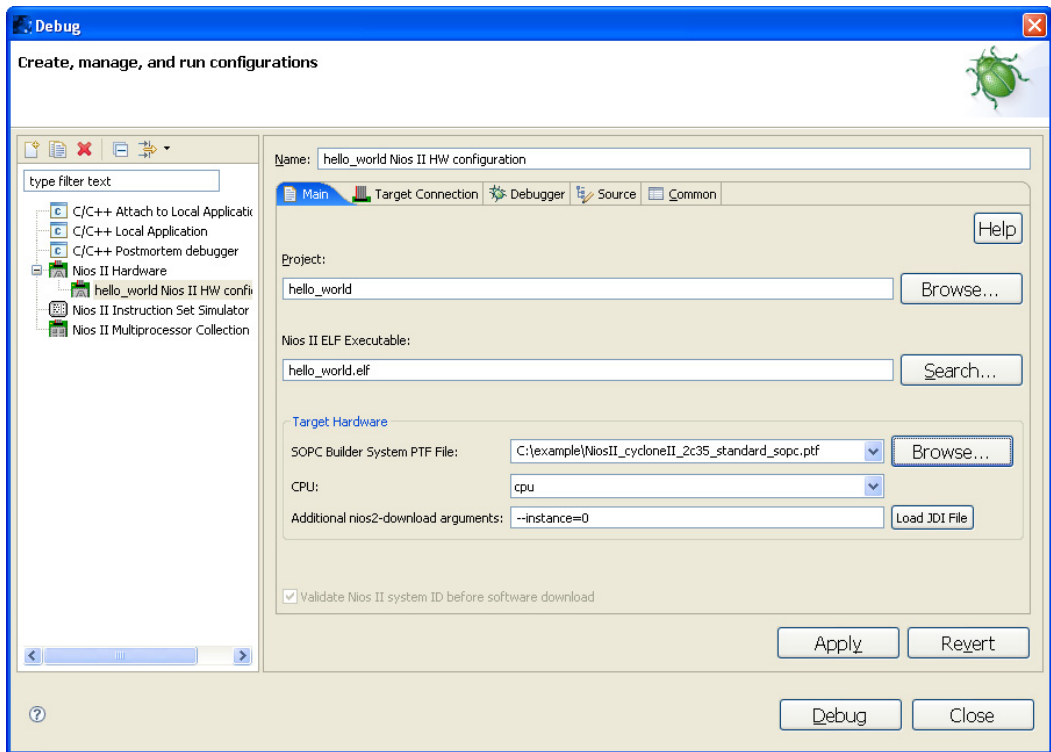 Debug
Create, manage, and run configurations
type filter text
C/C++ Attach to Local Applicatic
C/C++ Local Application
C/C++ Postmortem debugger
Nios II Hardware
hello_world Nios II HW confi
Nios II Instruction Set Simulator
Nios II Multiprocessor Collection
Name: hello_world Nios II HW configuration
Main Target Connection Debugger Source Common
Help
Project:
hello_world Browse...
Nios II ELF Executable:
hello_world.elf Search...
Target Hardware
SOPC Builder System PTF File: C:\example\NiosII_cycloneII_2c35_standard_sopc.ptf Browse...
CPU: cpu
Additional nios2-download arguments: --instance=0 Load JDI File
Validate Nios II system ID before software download
Apply Revert
? Debug Close